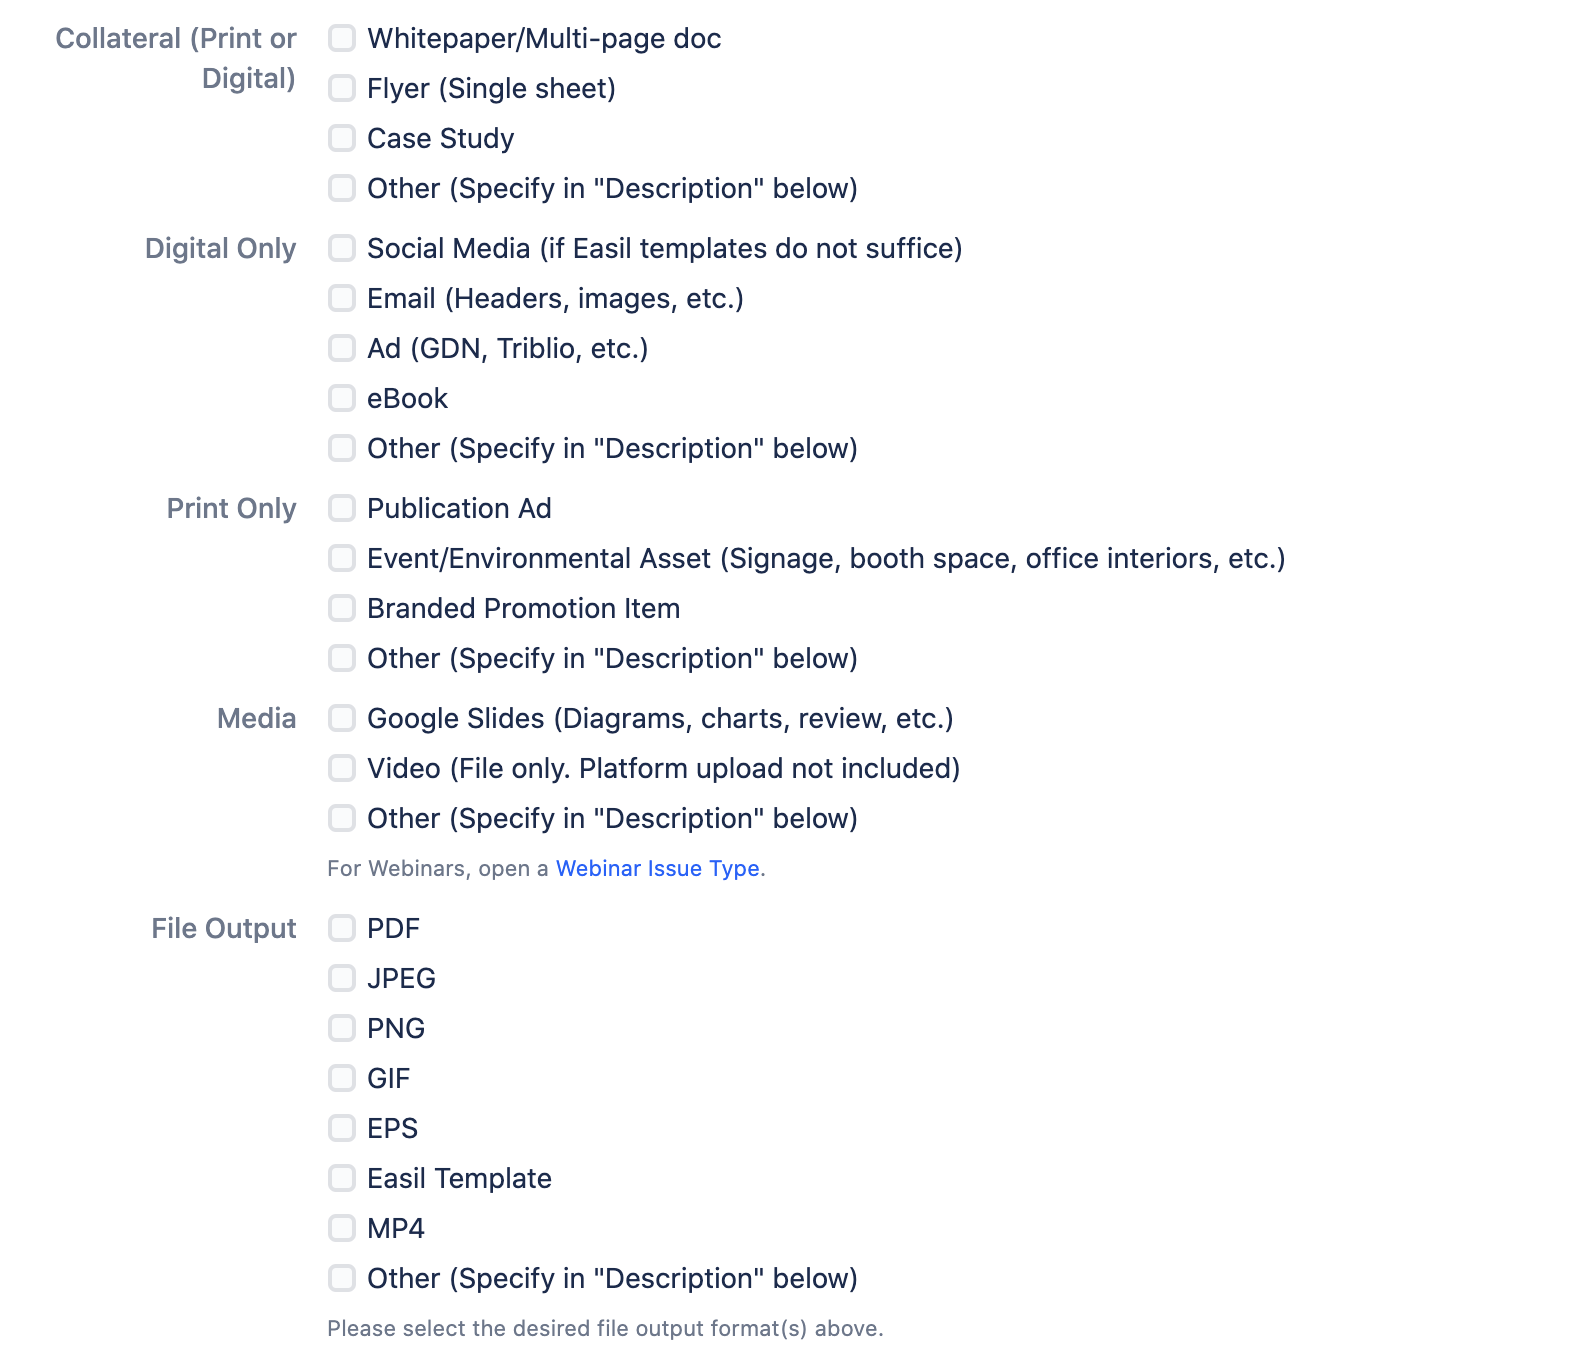 Collateral (Print or
Digital)
Whitepaper/Multi-page doc
Flyer (Single sheet)
Case Study
Other (Specify in "Description" below)
Digital Only
Social Media (if Easil templates do not suffice)
Email (Headers, images, etc.)
Ad (GDN, Triblio, etc.)
eBook
Other (Specify in "Description" below)
Print Only
Publication Ad
Event/Environmental Asset (Signage, booth space, office interiors, etc.)
Branded Promotion Item
Other (Specify in "Description" below)
Media
Google Slides (Diagrams, charts, review, etc.)
Video (File only. Platform upload not included)
Other (Specify in "Description" below)
For Webinars, open a Webinar Issue Type.
File Output
PDF
JPEG
PNG
GIF
EPS
Easil Template
MP4
Other (Specify in "Description" below)
Please select the desired file output format(s) above.